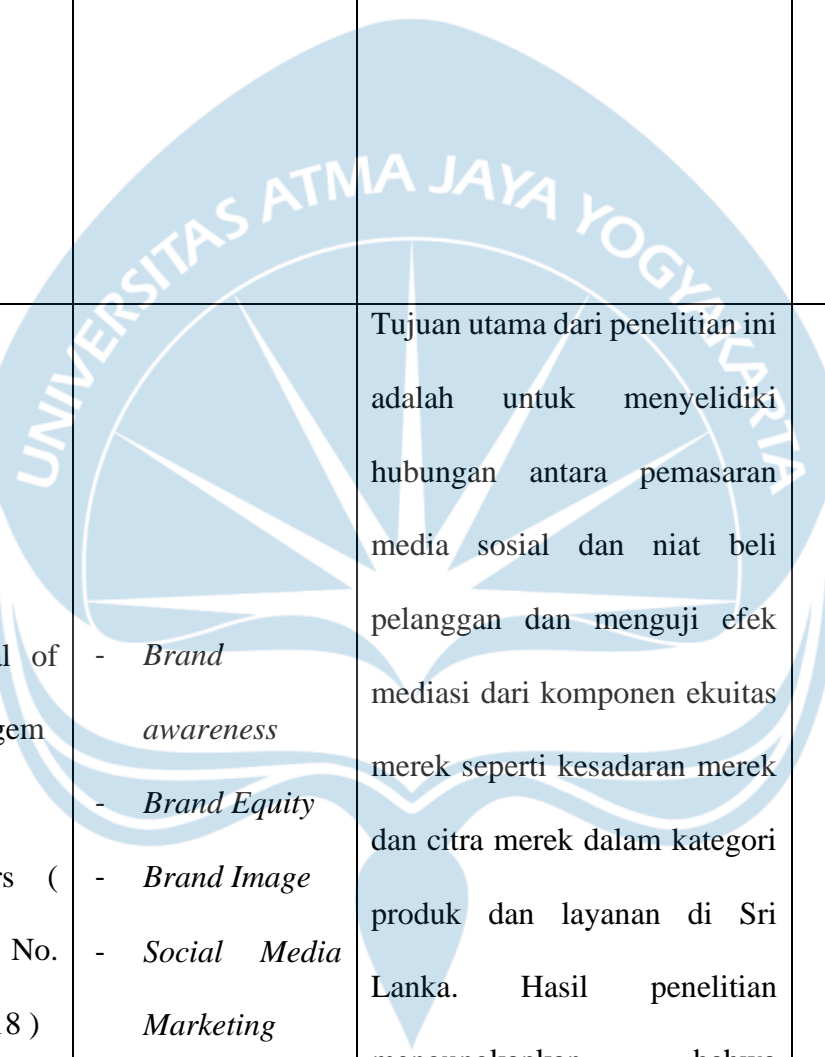 UNIVERSITAS ATMA JAYA YOGYAKARTA
al of
gem
rs (
No.
18 )
- Brand
awareness
- Brand Equity
- Brand Image
- Social Media
Marketing
Tujuan utama dari penelitian ini
adalah untuk menyelidiki
hubungan antara pemasaran
media sosial dan niat beli
pelanggan dan menguji efek
mediasi dari komponen ekuitas
merek seperti kesadaran merek
dan citra merek dalam kategori
produk dan layanan di Sri
Lanka. Hasil penelitian